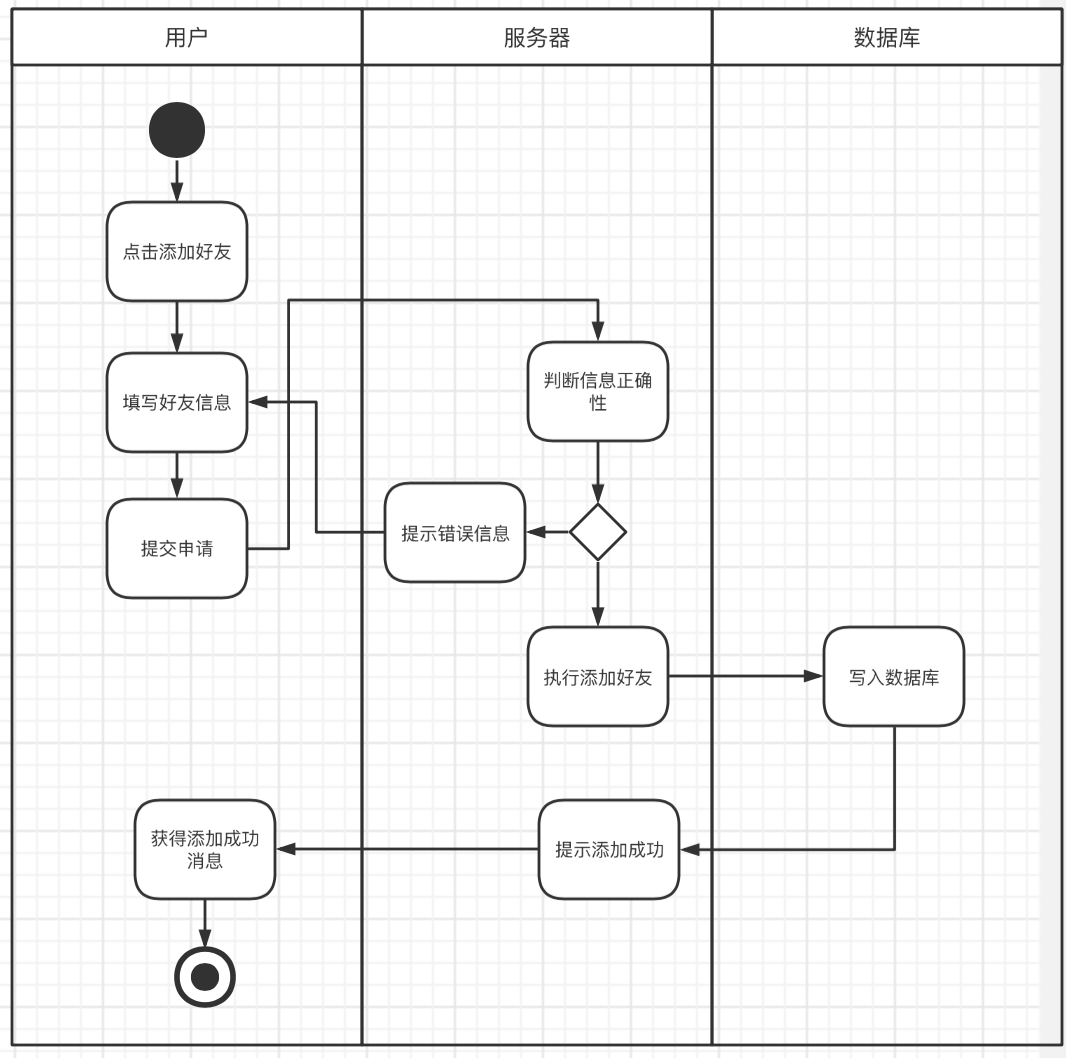 用户
服务器
数据库
点击添加好友
填写好友信息
判断信息正确
性
提交申请
提示错误信息
执行添加好友
写入数据库
获得添加成功
消息
提示添加成功